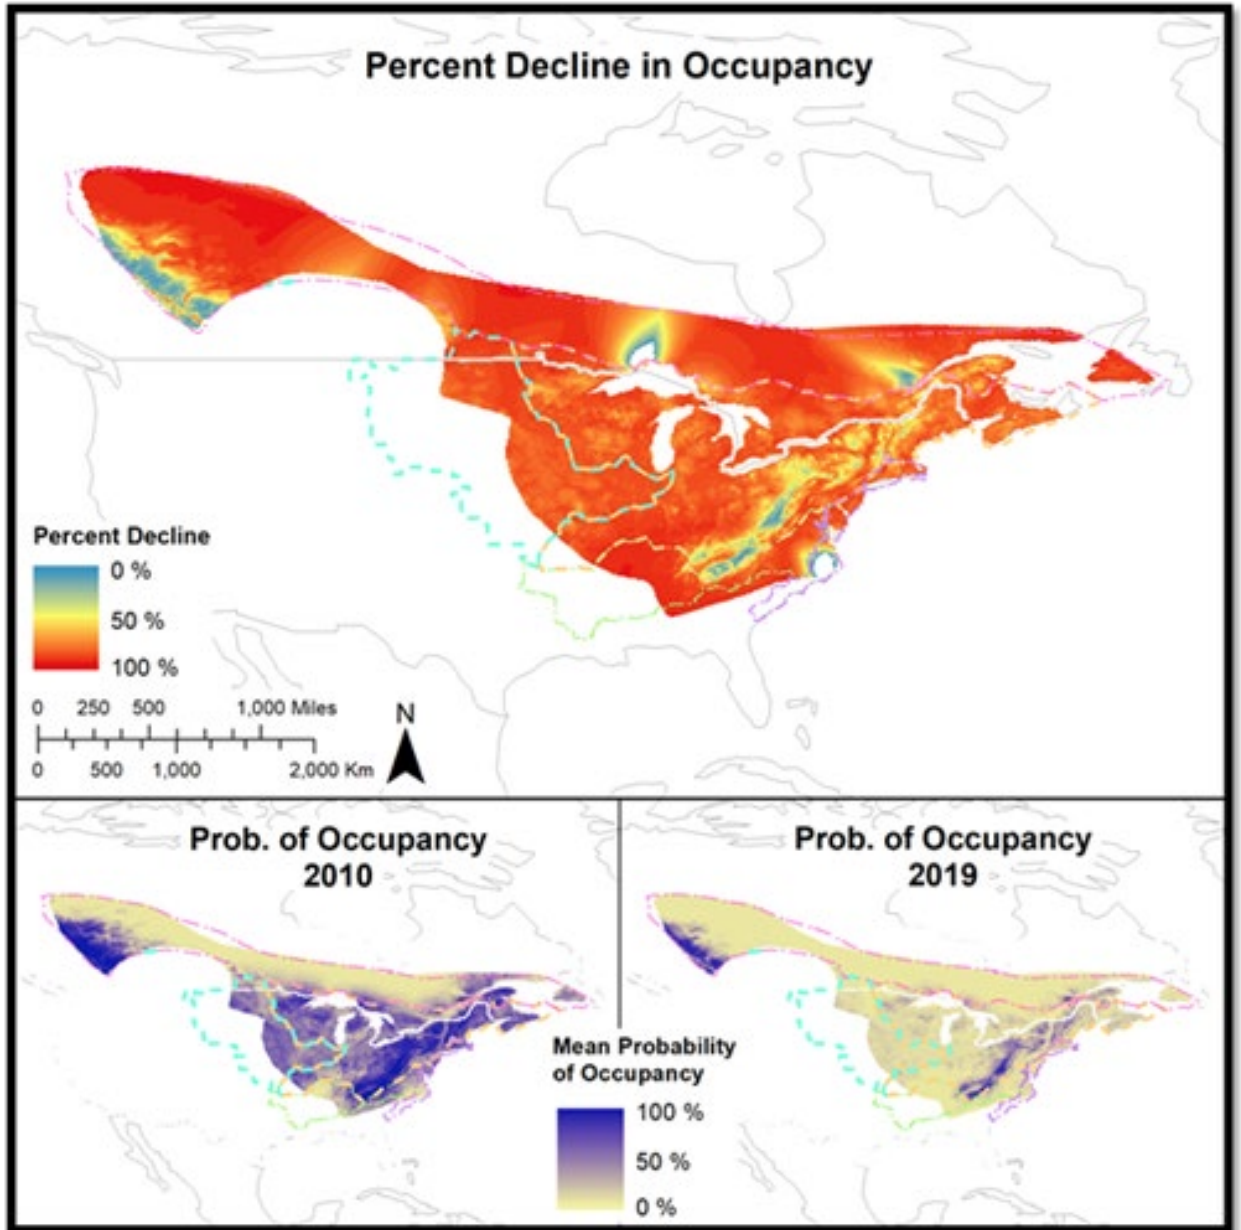 Percent Decline in Occupancy
Percent Decline
0 %
50 %
100 %
0 250 500 1,000 Miles
0 500 1,000 2,000 Km
N
Prob. of Occupancy
2010
Prob. of Occupancy
2019
Mean Probability
of Occupancy
100 %
50 %
0 %